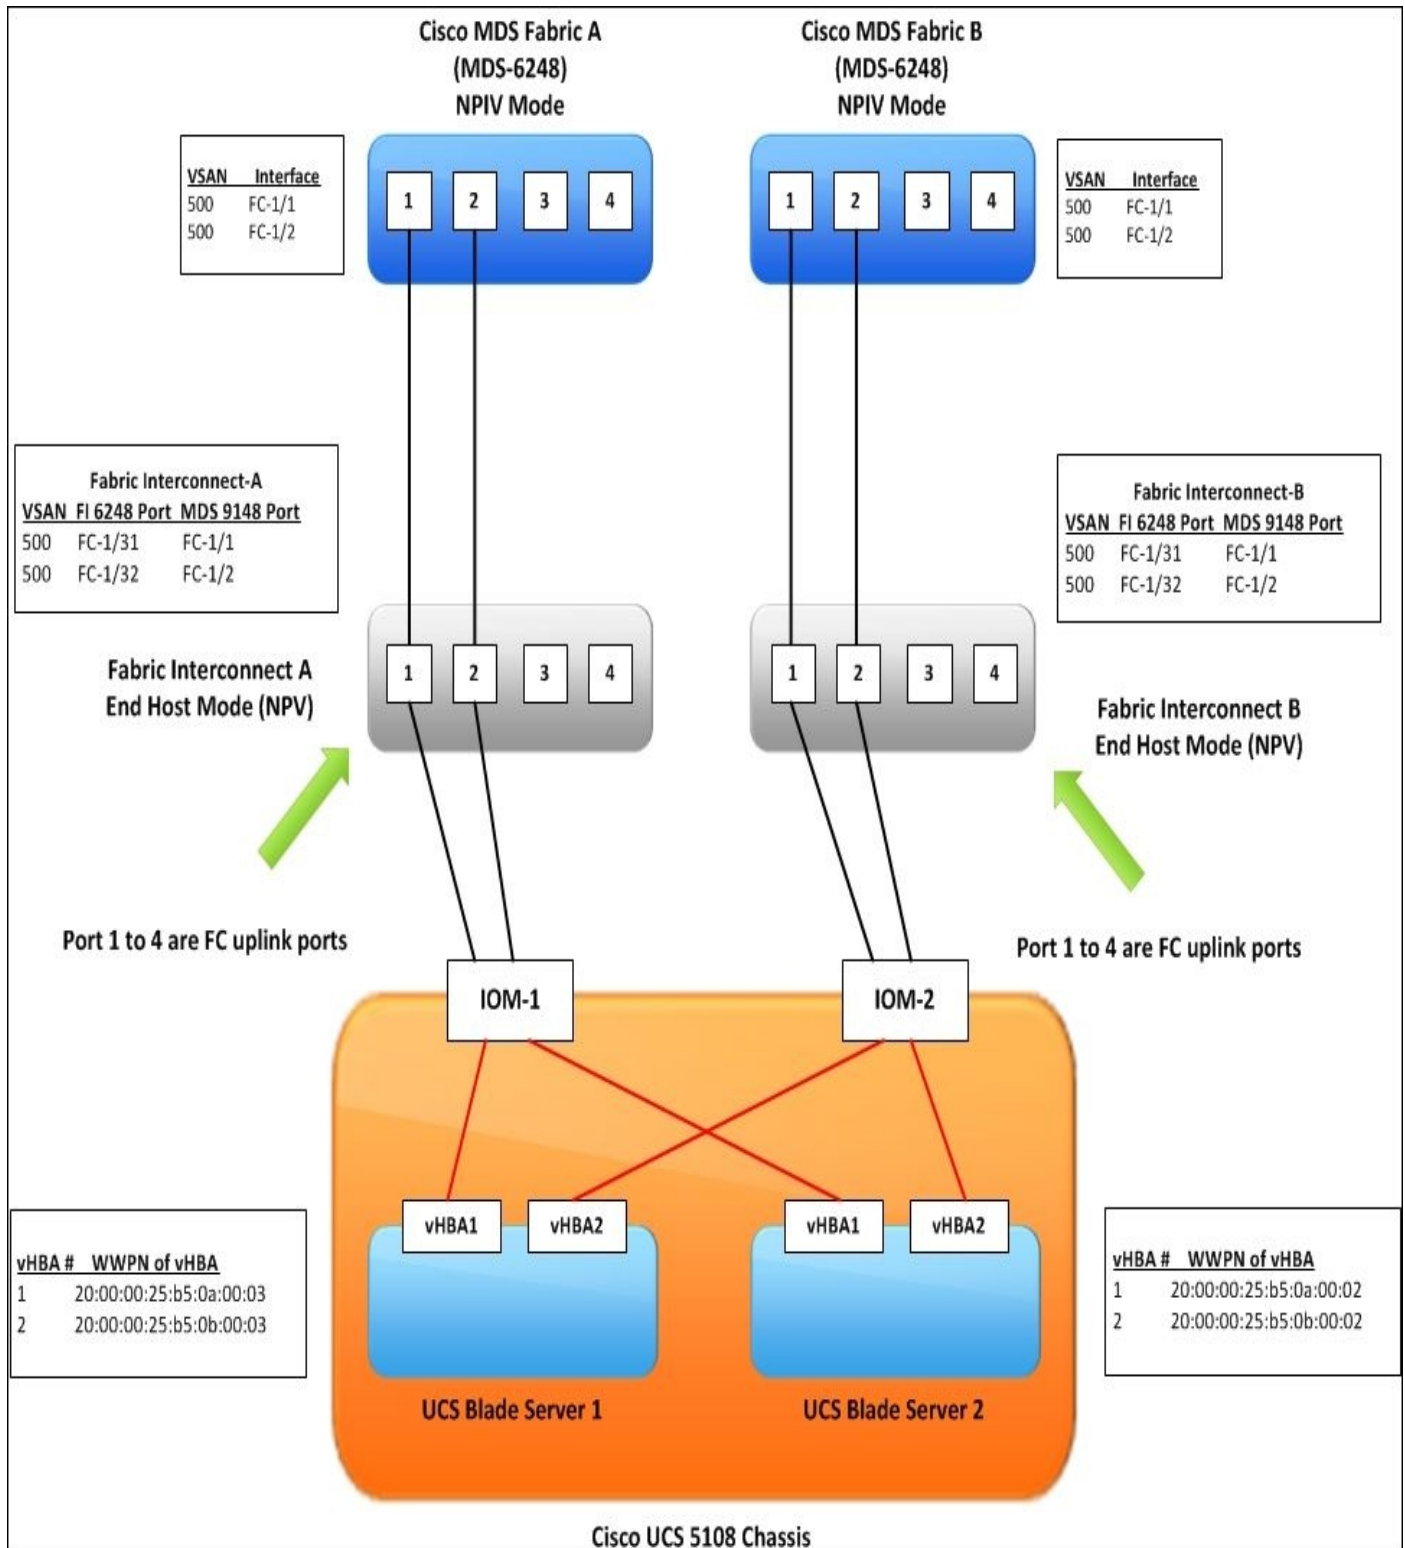 Cisco MDS Fabric A
(MDS-6248)
NPIV Mode
Cisco MDS Fabric B
(MDS-6248)
NPIV Mode
VSAN Interface
500 FC-1/1
500 FC-1/2
1 2 3 4
1 2 3 4
VSAN Interface
500 FC-1/1
500 FC-1/2
Fabric Interconnect-A
VSAN FI 6248 Port MDS 9148 Port
500 FC-1/31 FC-1/1
500 FC-1/32 FC-1/2
Fabric Interconnect-B
VSAN FI 6248 Port MDS 9148 Port
500 FC-1/31 FC-1/1
500 FC-1/32 FC-1/2
Fabric Interconnect A
End Host Mode (NPV)
1 2 3 4
1 2 3 4
Fabric Interconnect B
End Host Mode (NPV)
Port 1 to 4 are FC uplink ports
Port 1 to 4 are FC uplink ports
IOM-1
IOM-2
vHBA1 vHBA2
vHBA1 vHBA2
vHBA # WWPN of vHBA
1 20:00:00:25:b5:0a:00:03
2 20:00:00:25:b5:0b:00:03
vHBA # WWPN of vHBA
1 20:00:00:25:b5:0a:00:02
2 20:00:00:25:b5:0b:00:02
UCS Blade Server 1
UCS Blade Server 2
Cisco UCS 5108 Chassis